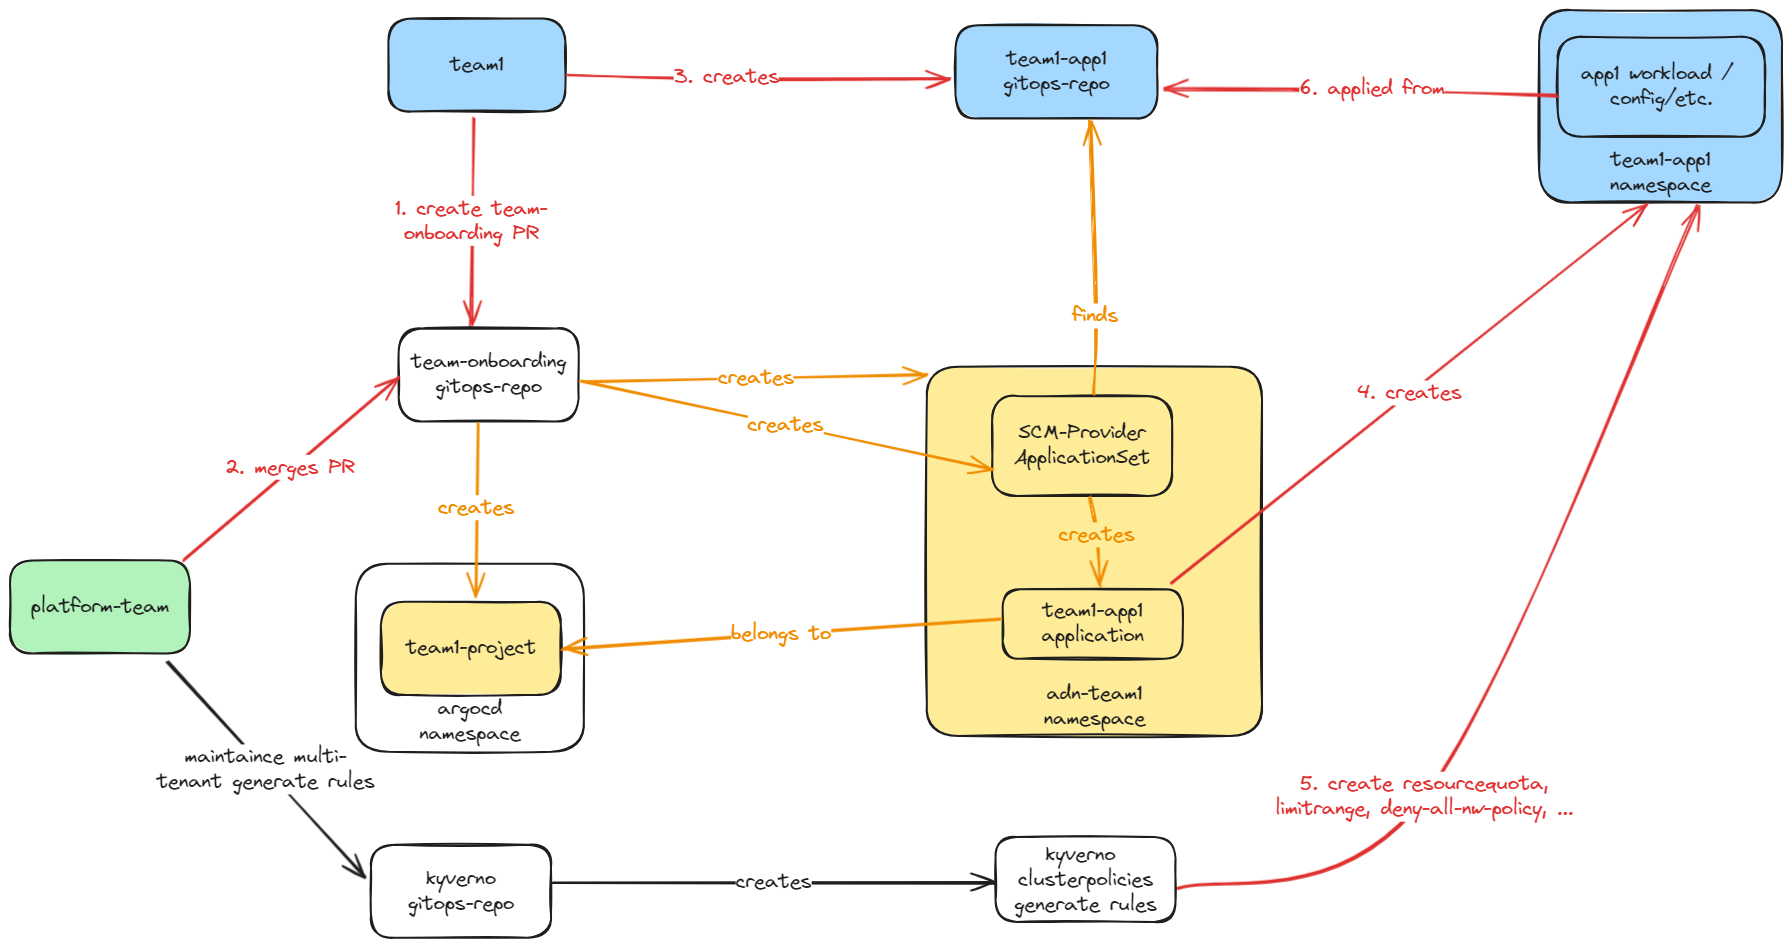 team1
3. creates
team1-app1
gitops-repo
6. applied from
app1 workload /
config/etc.
team1-app1
namespace
1. create team-
onboarding PR
finds
team-onboarding
gitops-repo
creates
creates
4. creates
SCM-Provider
ApplicationSet
2. merges PR
creates
creates
platform-team
team1-project
argocd
namespace
belongs to
team1-app1
application
adn-team1
namespace
maintaince multi-
tenant generate rules
5. create resourcequota,
limitrange, deny-all-nw-policy, ...
kyverno
gitops-repo
creates
kyverno
clusterpolicies
generate rules